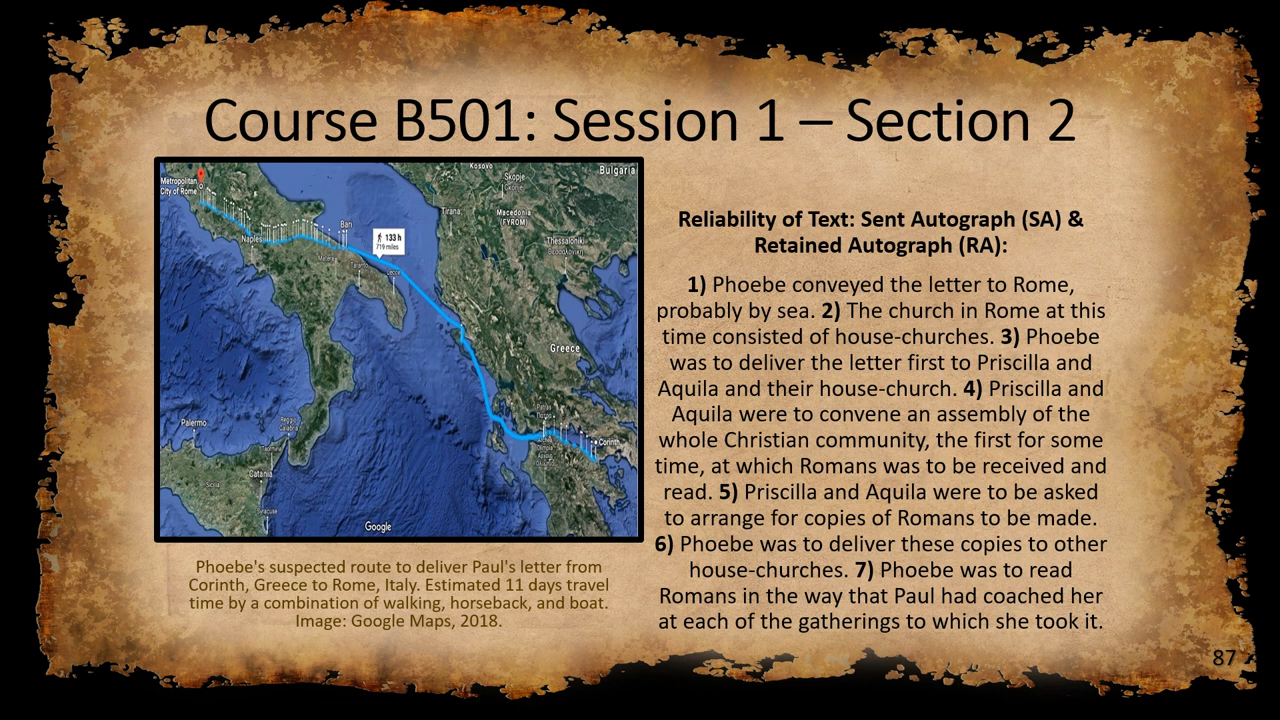 Course B501: Session 1 – Section 2
Kosovo
Bulgaria
Skopje
Metropolitan
City of Rome
Tirana
Macedonia
(FYROM)
Bari
Naples
133 h
719 miles
Thessaloniki
Matera
Taranto
Lecce
Greece
Palermo
Reggio
Calabria
Catania
Sicilia
Corinth
Google
Phoebe's suspected route to deliver Paul's letter from
Corinth, Greece to Rome, Italy. Estimated 11 days travel
time by a combination of walking, horseback, and boat.
Image: Google Maps, 2018.
Reliability of Text: Sent Autograph (SA) &
Retained Autograph (RA):
1) Phoebe conveyed the letter to Rome,
probably by sea. 2) The church in Rome at this
time consisted of house-churches. 3) Phoebe
was to deliver the letter first to Priscilla and
Aquila and their house-church. 4) Priscilla and
Aquila were to convene an assembly of the
whole Christian community, the first for some
time, at which Romans was to be received and
read. 5) Priscilla and Aquila were to be asked
to arrange for copies of Romans to be made.
6) Phoebe was to deliver these copies to other
house-churches. 7) Phoebe was to read
Romans in the way that Paul had coached her
at each of the gatherings to which she took it.
87